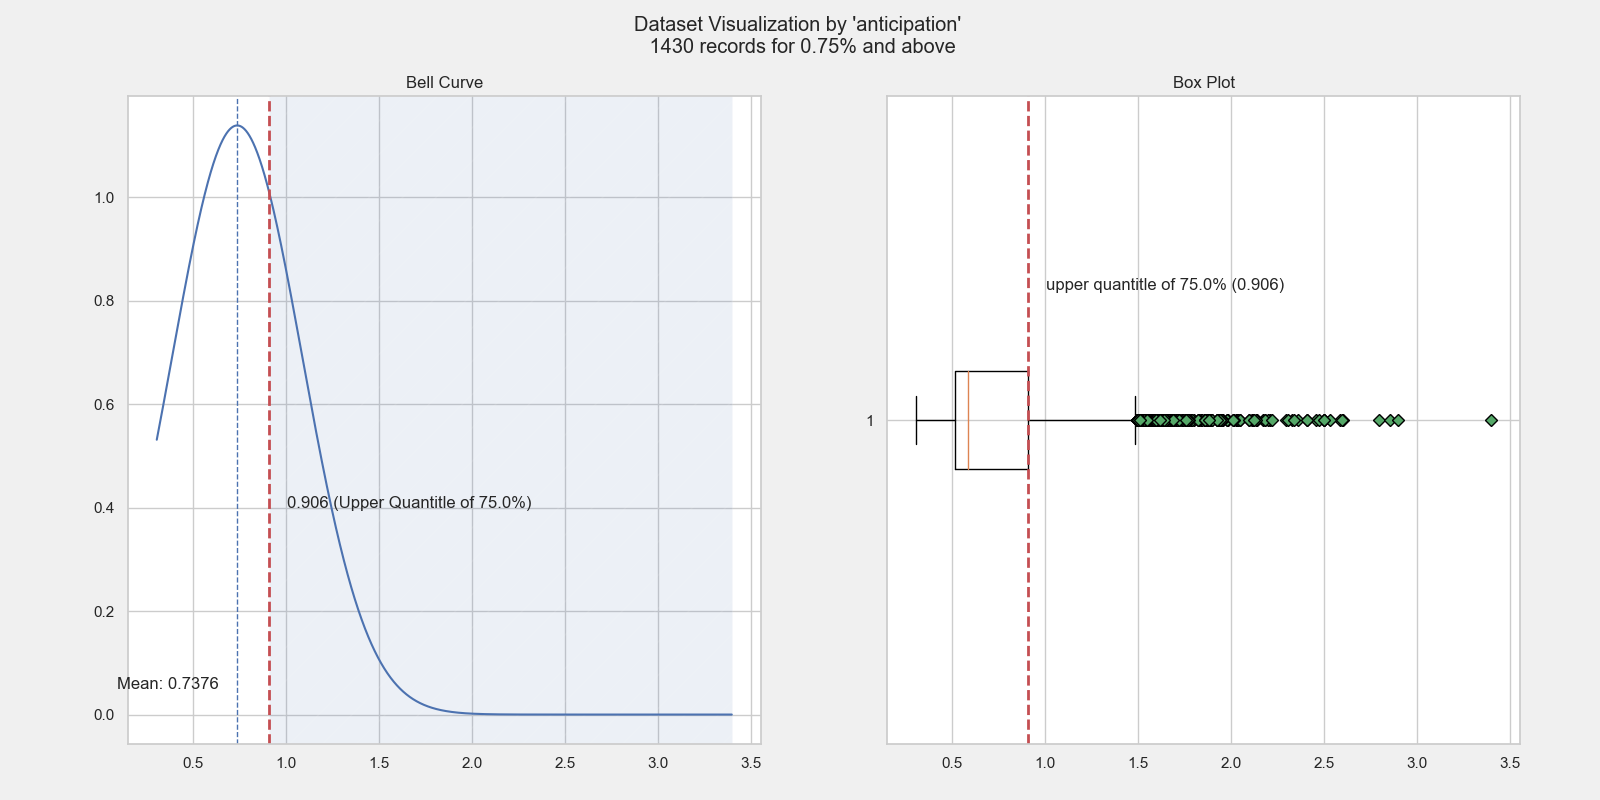 Dataset Visualization by 'anticipation'
1430 records for 0.75% and above
Bell Curve
1.0
0.8
0.6
0.4
0.2
0.0
0.906 (Upper Quantitle of 75.0%)
Mean: 0.7376
0.5 1.0 1.5 2.0 2.5 3.0 3.5
Box Plot
upper quantitle of 75.0% (0.906)
1
0.5 1.0 1.5 2.0 2.5 3.0 3.5